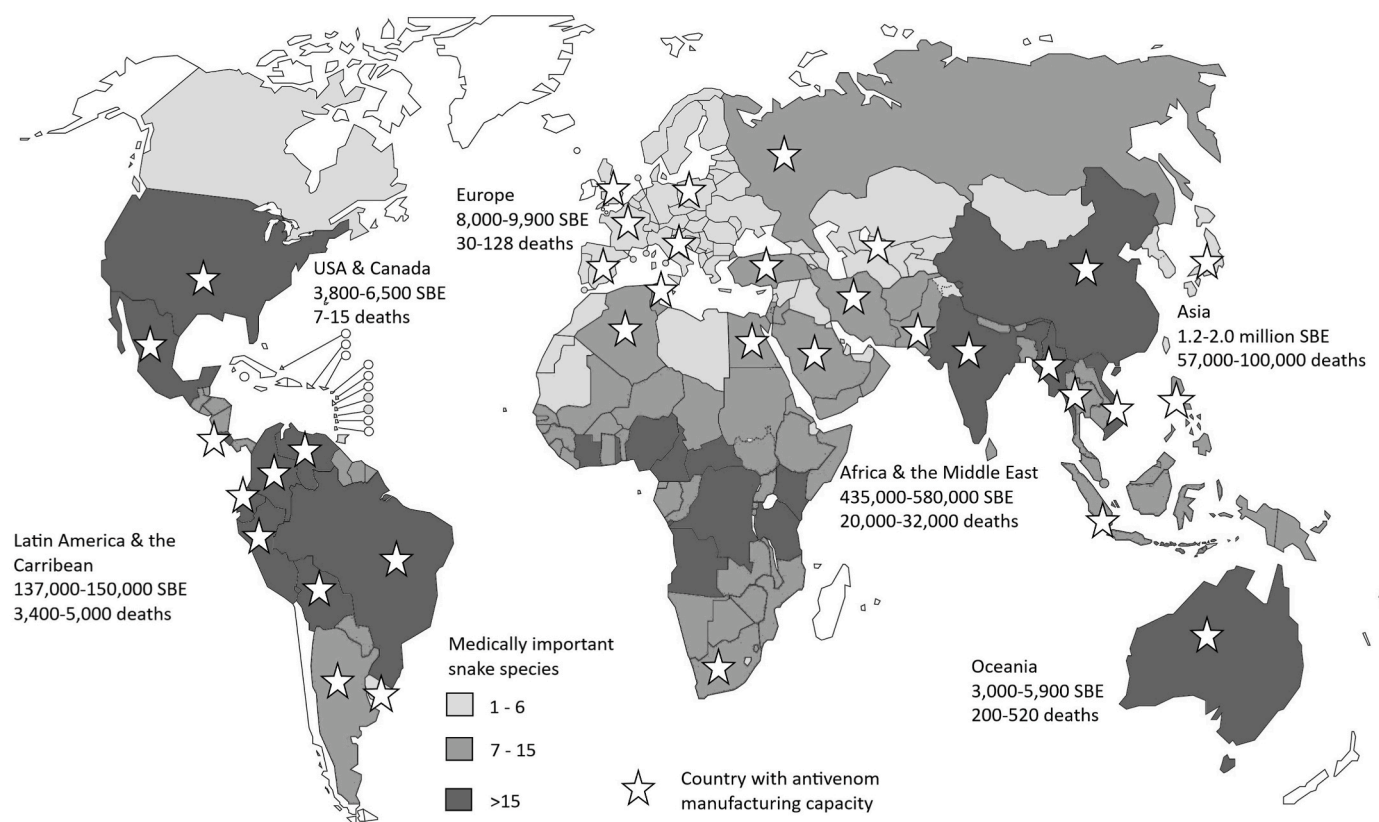 Europe
8,000-9,900 SBE
30-128 deaths
USA & Canada
3,800-6,500 SBE
7-15 deaths
Asia
1.2-2.0 million SBE
57,000-100,000 deaths
Africa & the Middle East
435,000-580,000 SBE
20,000-32,000 deaths
Latin America & the
Carribean
137,000-150,000 SBE
3,400-5,000 deaths
Oceania
3,000-5,900 SBE
200-520 deaths
Medically important
snake species
1 - 6
7 - 15
>15
Country with antivenom
manufacturing capacity